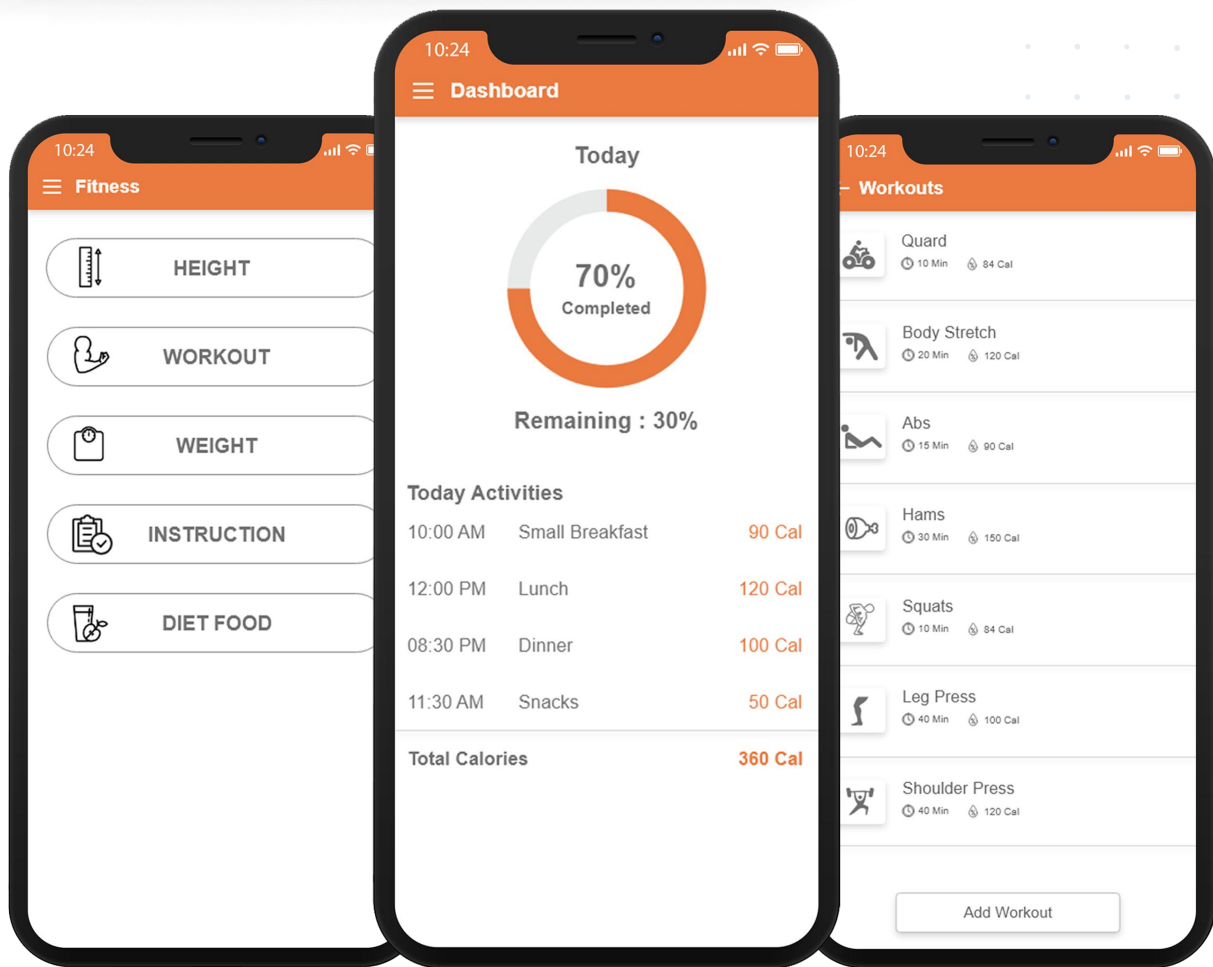 10:24
Fitness
HEIGHT
WORKOUT
WEIGHT
INSTRUCTION
DIET FOOD
10:24
Dashboard
Today
70%
Completed
Remaining : 30%
Today Activities
10:00 AM Small Breakfast 90 Cal
12:00 PM Lunch 120 Cal
08:30 PM Dinner 100 Cal
11:30 AM Snacks 50 Cal
Total Calories 360 Cal
10:24
Workouts
Quard
10 Min 84 Cal
Body Stretch
20 Min 120 Cal
Abs
15 Min 90 Cal
Hams
30 Min 150 Cal
Squats
10 Min 84 Cal
Leg Press
40 Min 100 Cal
Shoulder Press
40 Min 120 Cal
Add Workout